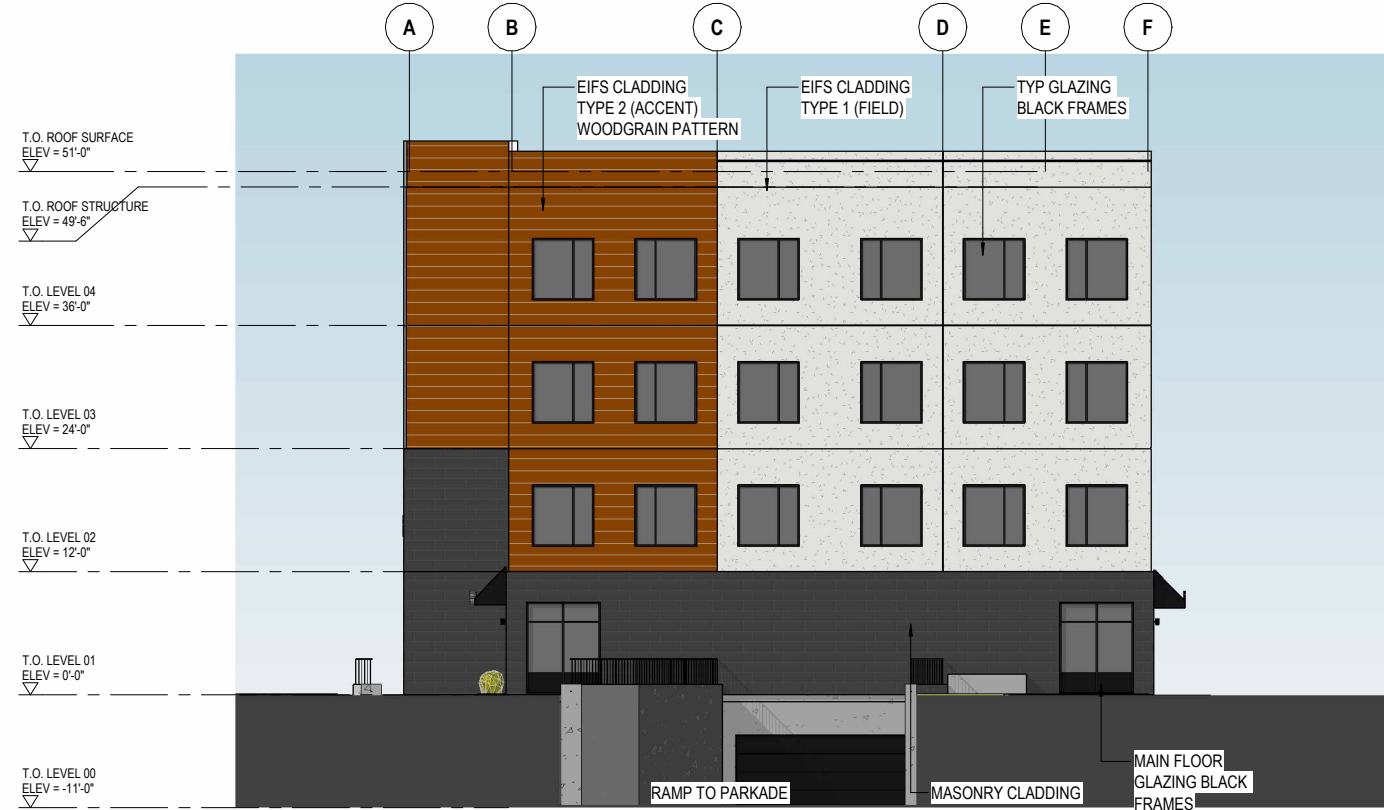 A
B
C
D
E
F
EIFS CLADDING
TYPE 2 (ACCENT)
WOODGRAIN PATTERN
EIFS CLADDING
TYPE 1 (FIELD)
TYP GLAZING
BLACK FRAMES
T.O. ROOF SURFACE
ELEV = 51'-0"
T.O. ROOF STRUCTURE
ELEV = 49'-6"
T.O. LEVEL 04
ELEV = 36'-0"
T.O. LEVEL 03
ELEV = 24'-0"
T.O. LEVEL 02
ELEV = 12'-0"
T.O. LEVEL 01
ELEV = 0'-0"
T.O. LEVEL 00
ELEV = -11'-0"
RAMP TO PARKADE
MASONRY CLADDING
MAIN FLOOR
GLAZING BLACK
FRAMES